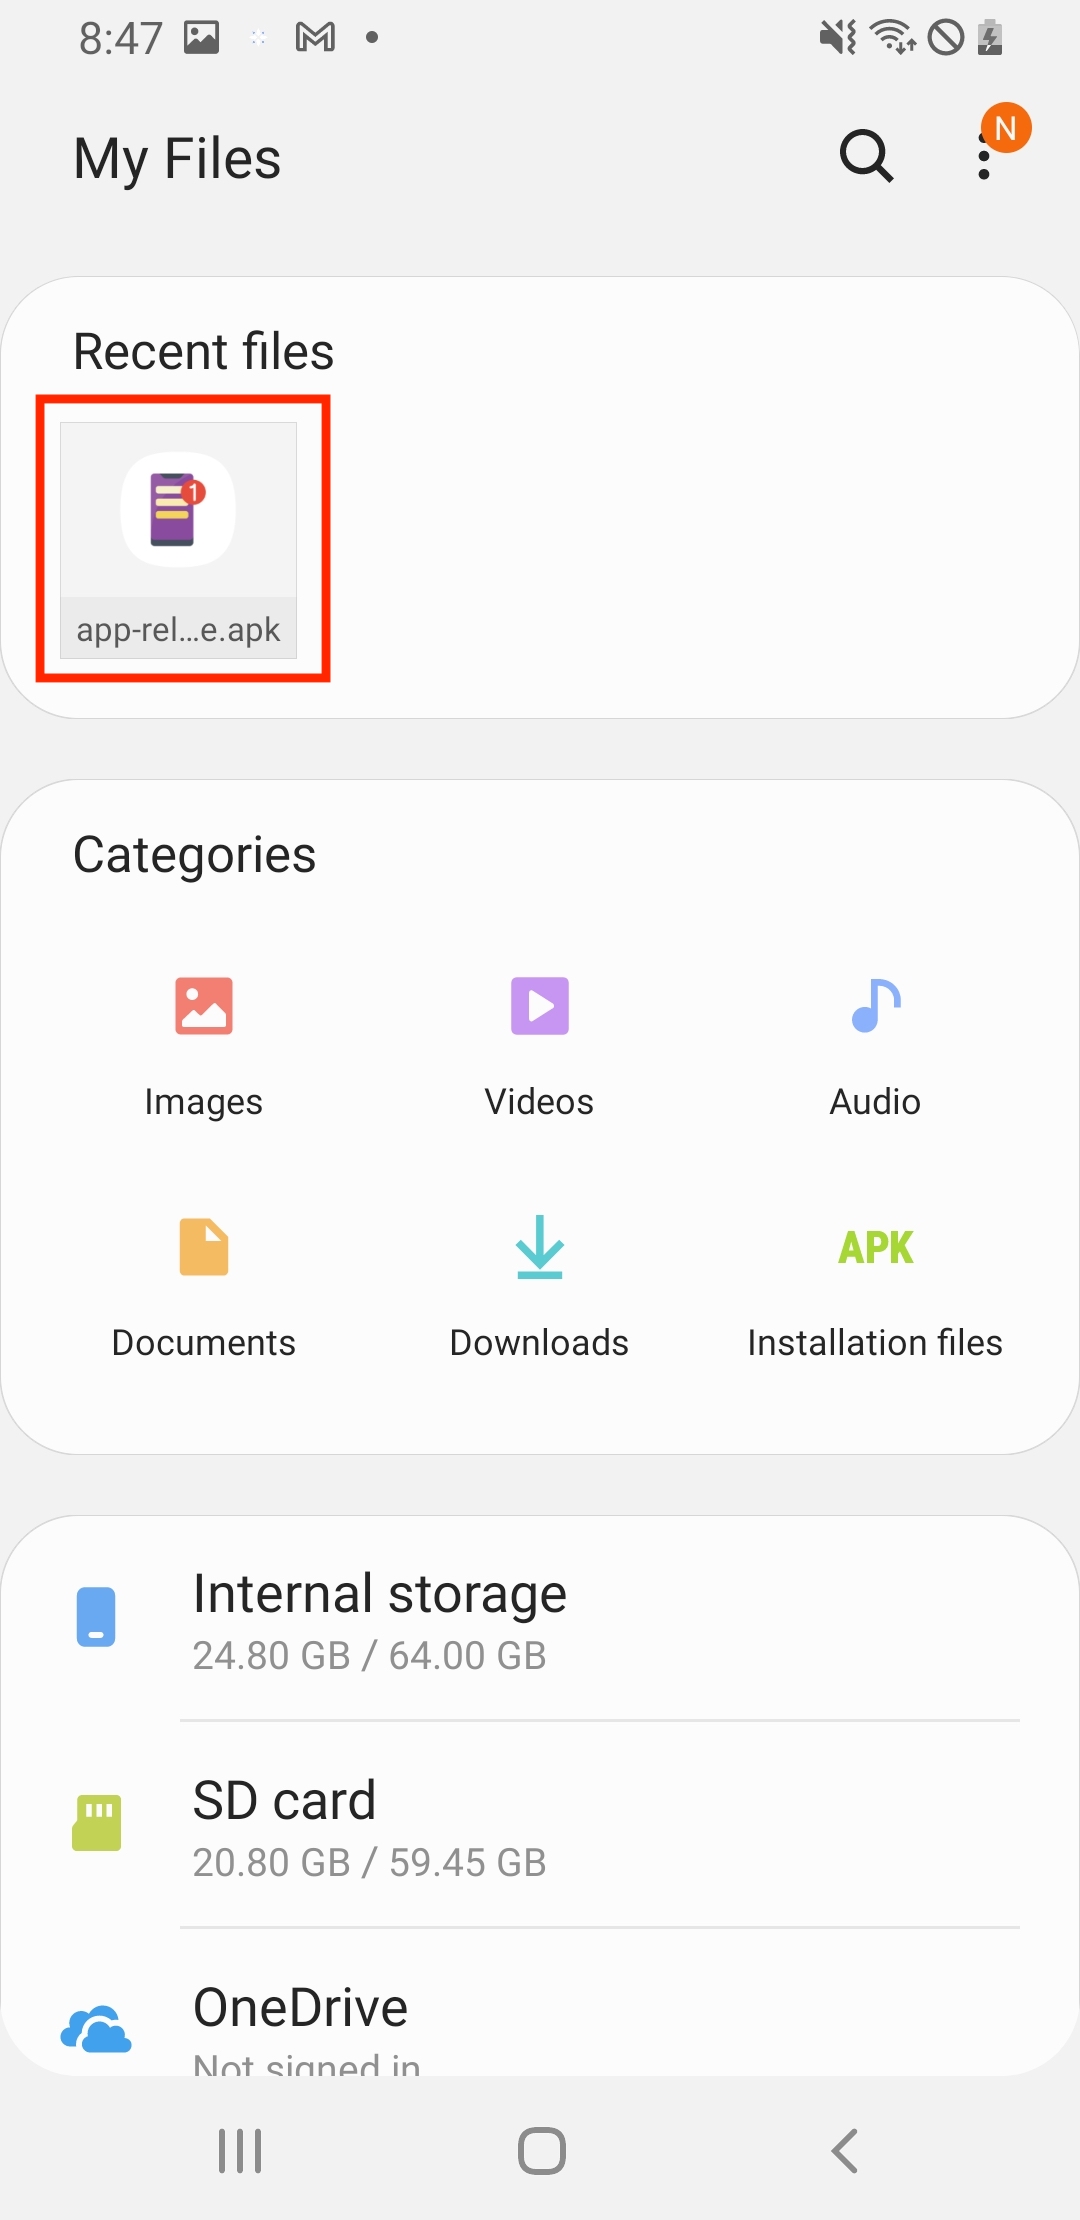 8:47
My Files
N
Recent files
1
app-rel...e.apk
Categories
Images
Videos
Audio
Documents
Downloads
APK
Installation files
Internal storage
24.80 GB / 64.00 GB
SD card
20.80 GB / 59.45 GB
OneDrive
Not signed in